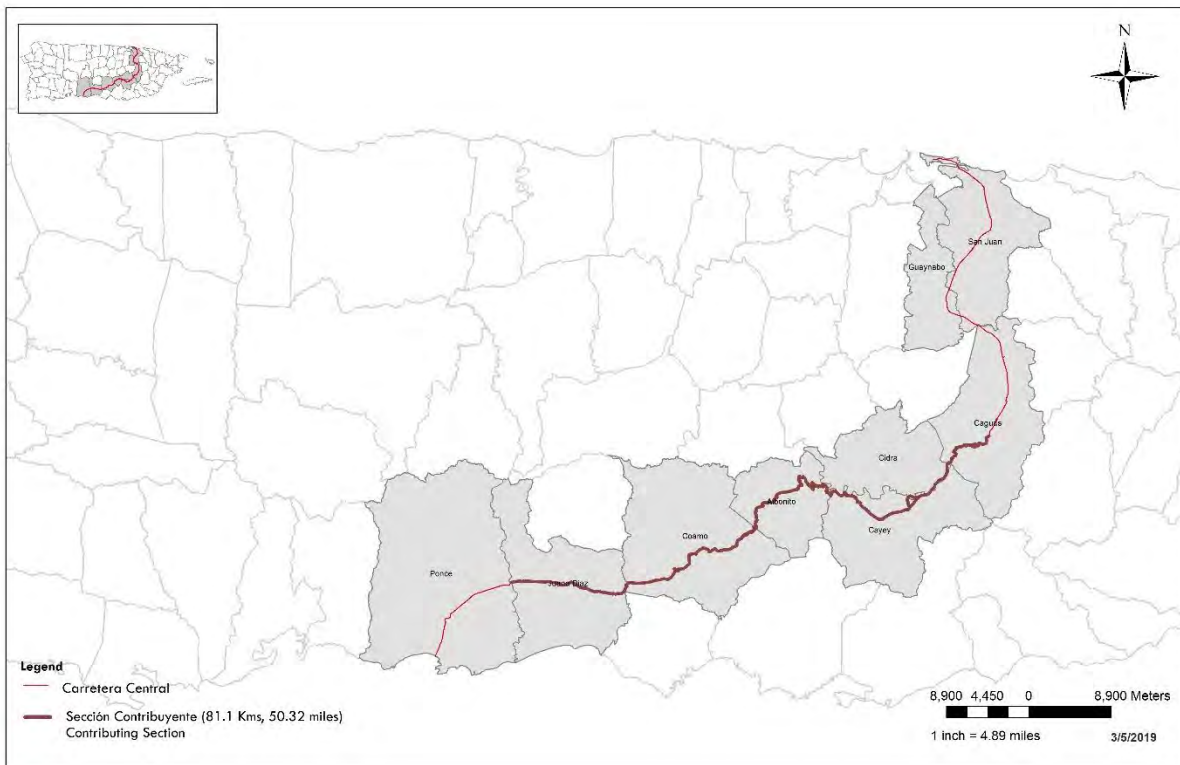 N
San Juan
Guaynabo
Caguas
Cidra
Aibonito
Cayey
Coamo
Ponce
Juana Diaz
Legend
Carretera Central
Sección Contribuyente (81.1 Kms, 50.32 miles)
Contributing Section
8,900 4,450 0 8,900 Meters
1 inch = 4.89 miles
3/5/2019